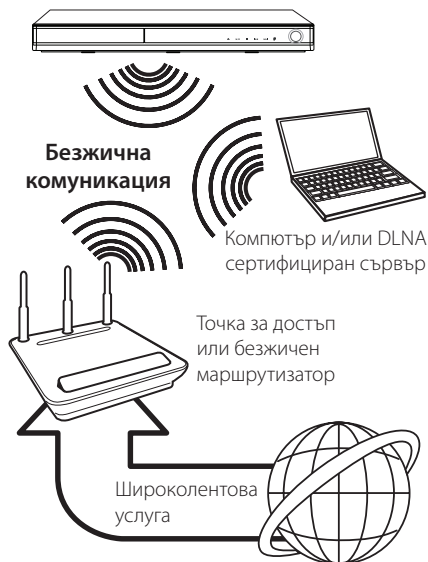 Безжична
комуникация
Компютър и/или DLNA
сертифициран сървър
Точка за достъп
или безжичен
маршрутизатор
Широколентова
услуга